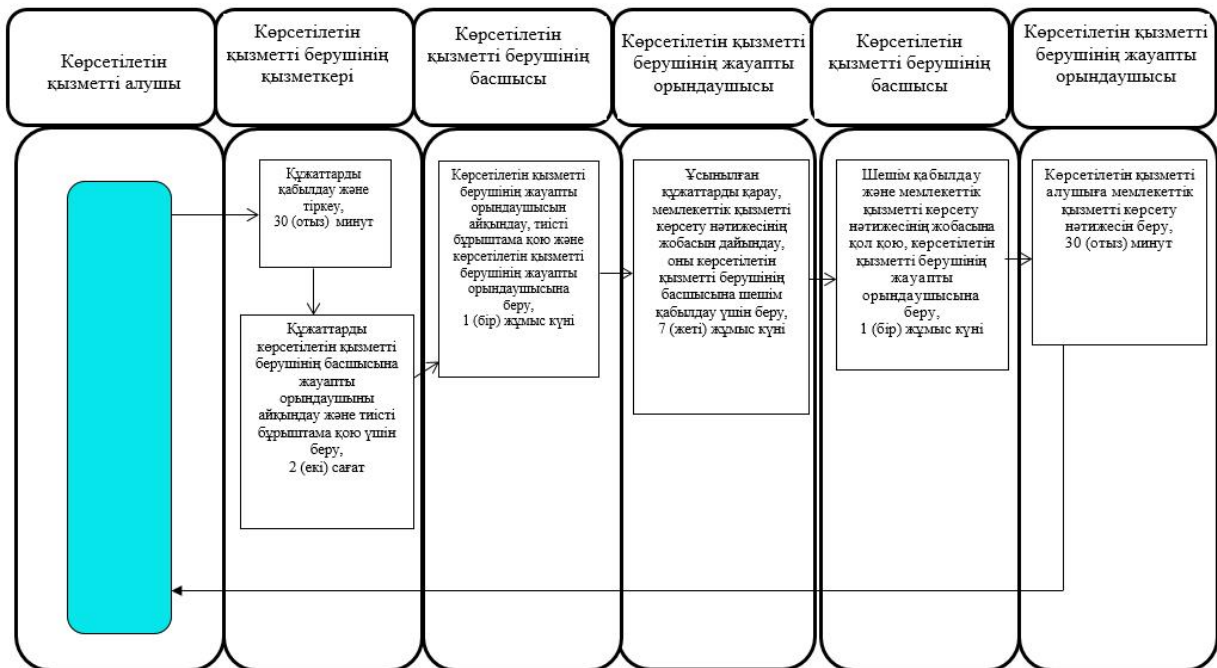 Көрсетілетін
қызметті алушы
Көрсетілетін
қызметті берушінің
қызметкері
Көрсетілетін
қызметті берушінің
басшысы
Көрсетілетін қызметті
берушінің жауапты
орындаушысы
Көрсетілетін
қызметті берушінің
басшысы
Көрсетілетін қызметті
берушінің жауапты
орындаушысы
Құжаттарды
қабылдау және
тіркеу,
30 (отыз) минут
Құжаттарды
көрсетілетін қызметті
берушінің басшысына
жауапты
орындаушыны
айқындау және тиісті
бұрыштама қою үшін
беру,
2 (екі) сағат
Көрсетілетін қызметті
берушінің жауапты
орындаушысын
айқындау, тиісті
бұрыштама қою және
көрсетілетін қызметті
берушінің жауапты
орындаушысына
беру,
1 (бір) жұмыс күні
Ұсынылған
құжаттарды қарау,
мемлекеттік қызметті
көрсету нәтижесінің
жобасын дайындау,
оны көрсетілетін
қызметті берушінің
басшысына шешім
қабылдау үшін беру,
7 (жеті) жұмыс күні
Шешім қабылдау
және мемлекеттік
қызметті көрсету
нәтижесінің жобасына
қол қою, көрсетілетін
қызметті берушінің
жауапты
орындаушысына
беру,
1 (бір) жұмыс күні
Көрсетілетін қызметті
алушыға мемлекеттік
қызметті көрсету
нәтижесін беру,
30 (отыз) минут